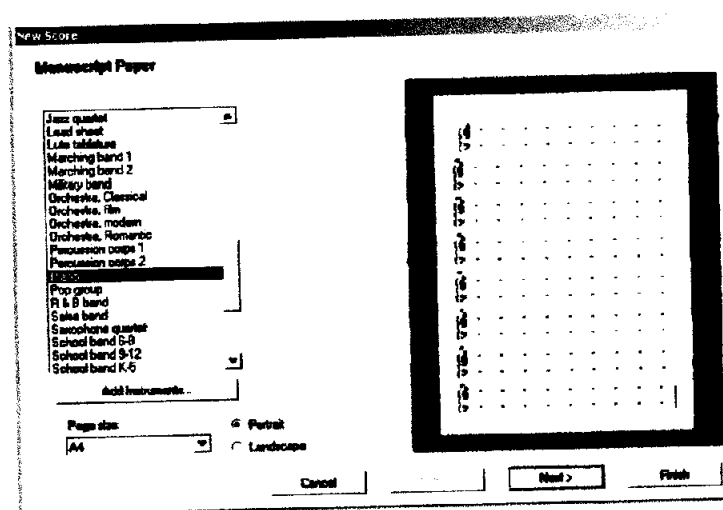 New Score
Manuscript Paper
Jazz quartet
Lead sheet
Lute tablature
Marching band 1
Marching band 2
Military band
Orchestra, Classical
Orchestra, film
Orchestra, modern
Orchestra, Romantic
Percussion corps 1
Percussion corps 2
Pop group
R & B band
Salsa band
Saxophone quartet
School band 6-8
School band 9-12
School band K-5
Add Instruments...
Page size
Portrait
A4
Landscape
Cancel
Next >
Finish